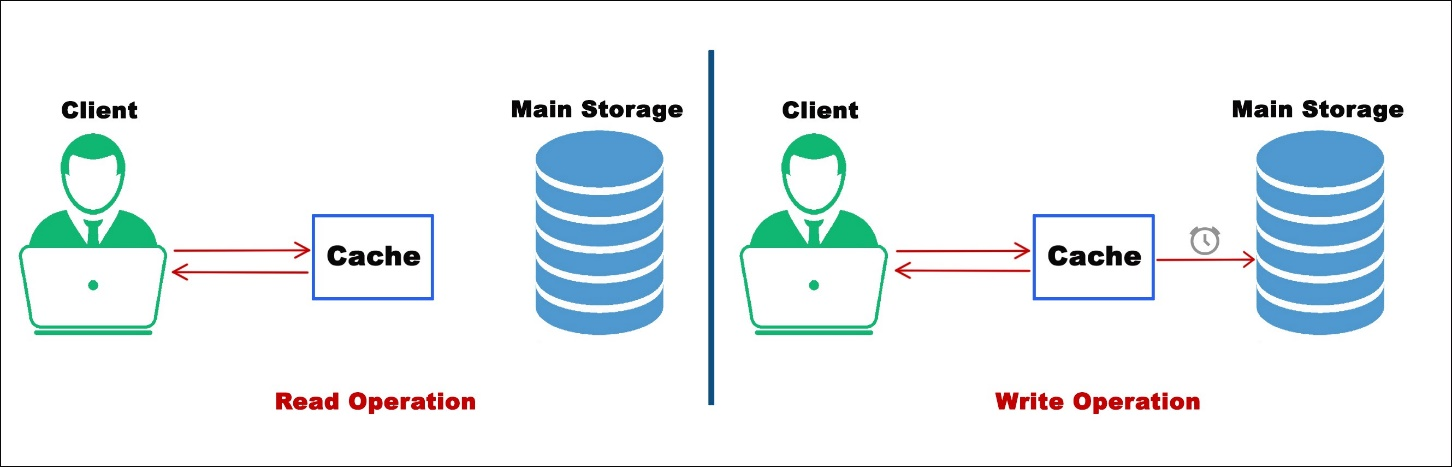 Client
Main Storage
Cache
Read Operation
Client
Main Storage
Cache
Write Operation